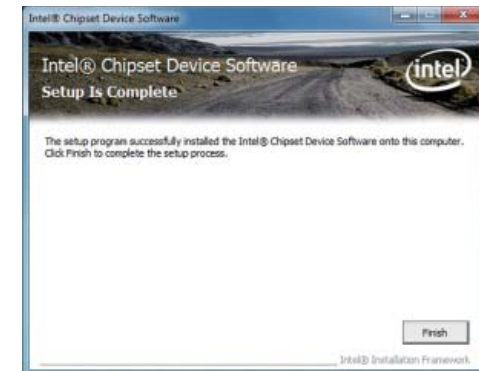 Intel® Chipset Device Software
Intel® Chipset Device Software
intel
Setup Is Complete
The setup program successfully installed the Intel® Chipset Device Software onto this computer.
Click Finish to complete the setup process.
Finish
Intel® Installation Framework